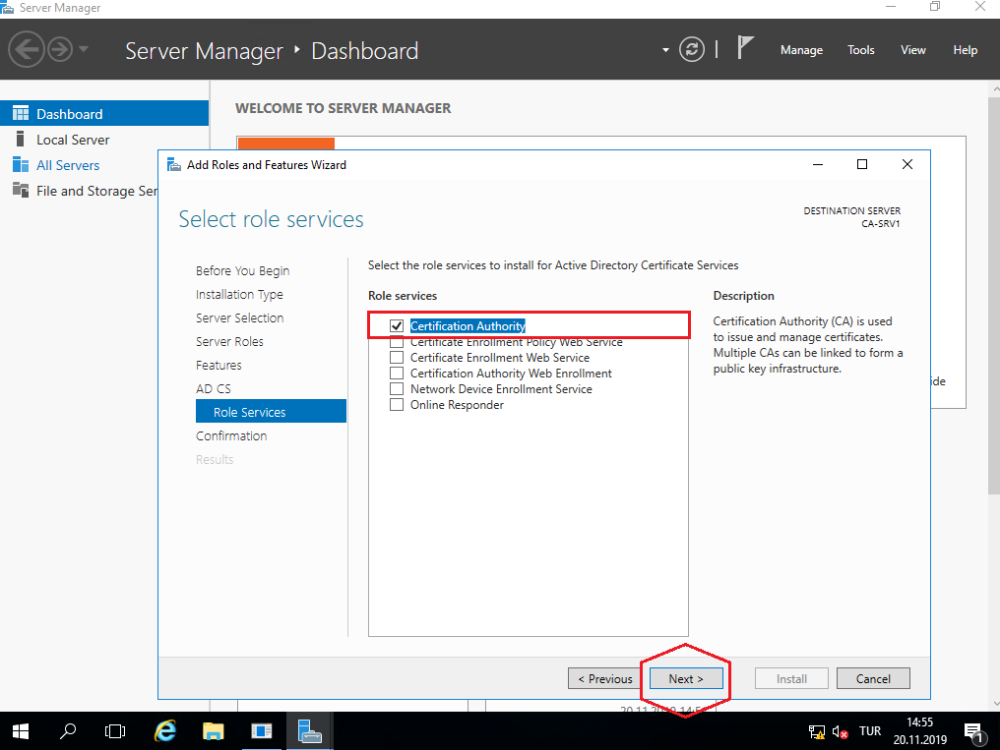 Server Manager
Server Manager • Dashboard
Manage Tools View Help
Dashboard
Local Server
All Servers
File and Storage Ser
WELCOME TO SERVER MANAGER
Add Roles and Features Wizard
Select role services
DESTINATION SERVER
CA-SRV1
Before You Begin
Installation Type
Server Selection
Server Roles
Features
AD CS
Role Services
Confirmation
Results
Select the role services to install for Active Directory Certificate Services
Role services
Certification Authority
Certificate Enrollment Policy Web Service
Certificate Enrollment Web Service
Certification Authority Web Enrollment
Network Device Enrollment Service
Online Responder
Description
Certification Authority (CA) is used
to issue and manage certificates.
Multiple CAs can be linked to form a
public key infrastructure.
ide
< Previous
Next >
Install
Cancel
TUR
14:55
20.11.2019
1